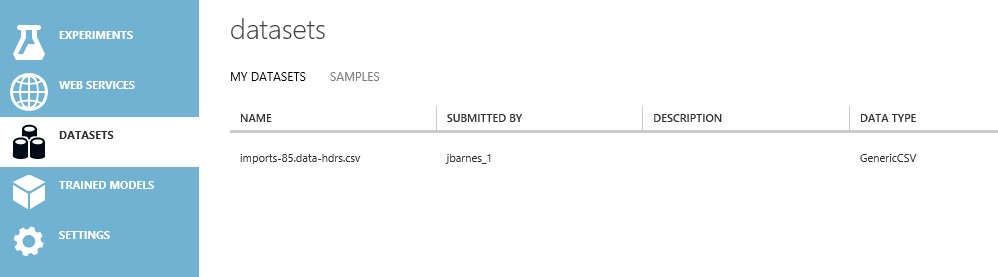 datasets
EXPERIMENTS
WEB SERVICES
DATASETS
TRAINED MODELS
SETTINGS
MY DATASETS SAMPLES
NAME SUBMITTED BY DESCRIPTION DATA TYPE
imports-85.data-hdrs.csv jbarnes_1 GenericCSV